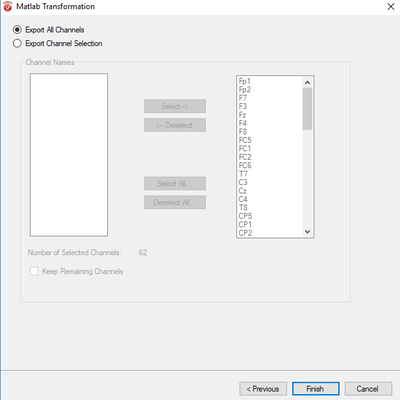 Matlab Transformation
Export All Channels
Export Channel Selection
Channel Names
Fp1
Fp2
F7
F3
Fz
F4
F8
FC5
FC1
FC2
FC6
T7
C3
Cz
C4
T8
CP5
CP1
CP2
Select->
<-- Deselect
Select All...
Deselect All...
Number of Selected Channels: 62
Keep Remaining Channels
< Previous
Finish
Cancel